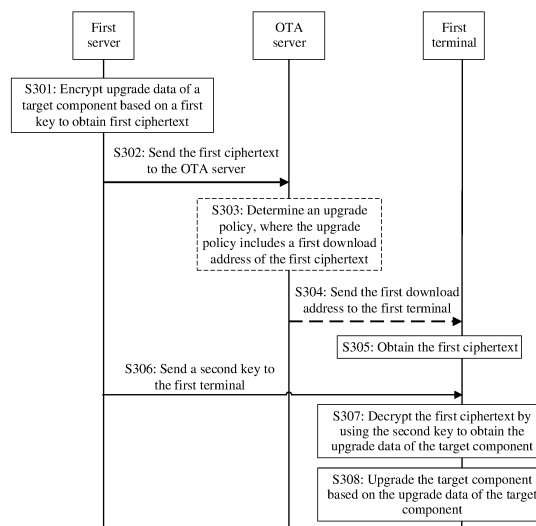 First
server
OTA
server
First
terminal
S301: Encrypt upgrade data of a
target component based on a first
key to obtain first ciphertext
S302: Send the first ciphertext
to the OTA server
S303: Determine an upgrade
policy, where the upgrade
policy includes a first download
address of the first ciphertext
S304: Send the first download
address to the first terminal
S305: Obtain the first ciphertext
S306: Send a second key to
the first terminal
S307: Decrypt the first ciphertext by
using the second key to obtain the
upgrade data of the target component
S308: Upgrade the target component
based on the upgrade data of the target
component